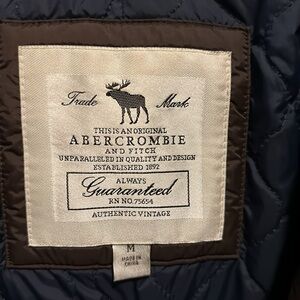 Trade Mark
THIS IS AN ORIGINAL
ABERCROMBIE
AND FITCH
UNPARALLELED IN QUALITY AND DESIGN
ESTABLISHED 1892
ALWAYS
Guaranteed
RN NO. 75654
AUTHENTIC VINTAGE
M
MADE IN
CHINA